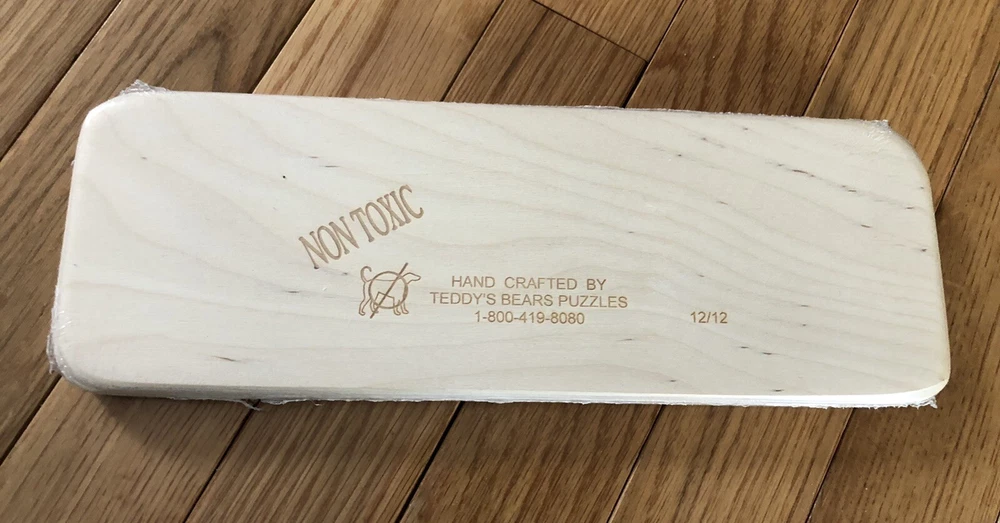 NON TOXIC
HAND CRAFTED BY
TEDDY'S BEARS PUZZLES
1-800-419-8080
12/12